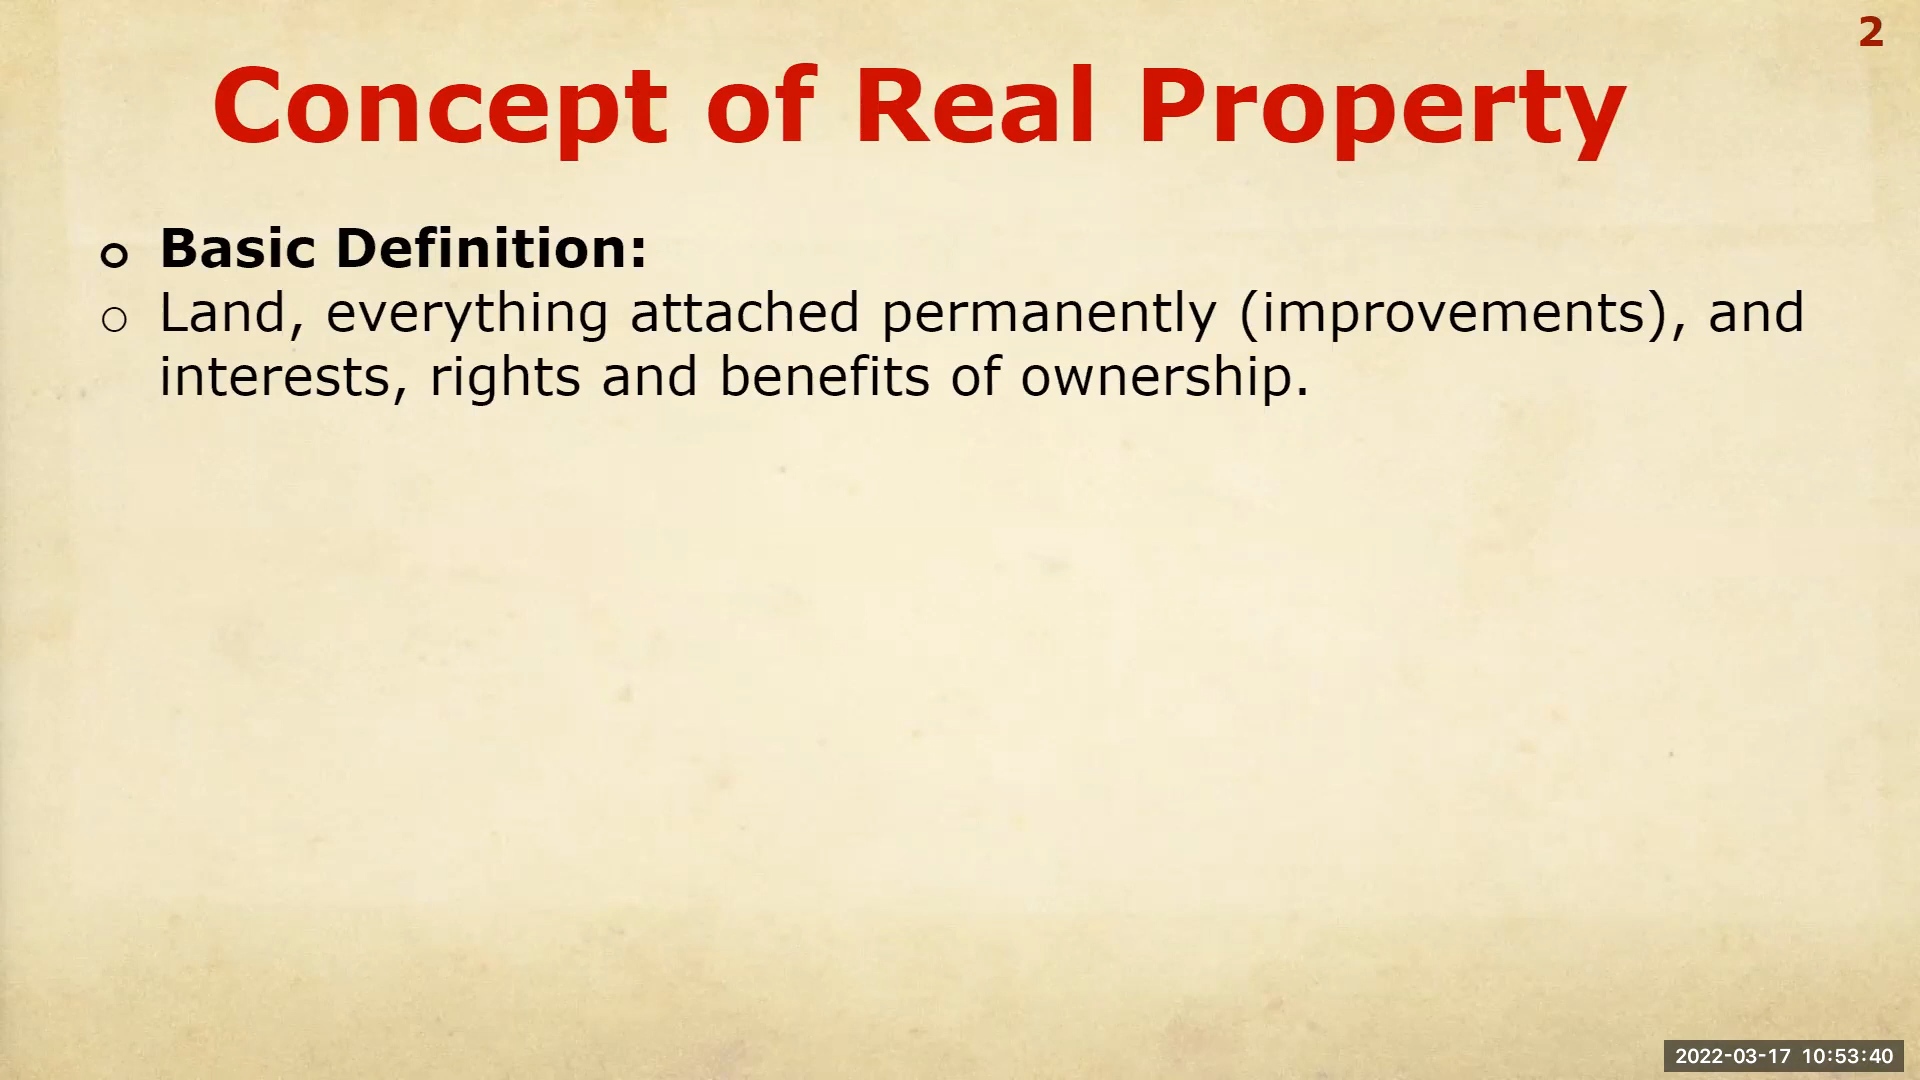 2
Concept of Real Property
o Basic Definition:
○ Land, everything attached permanently (improvements), and
interests, rights and benefits of ownership.
2022-03-17 10:53:40